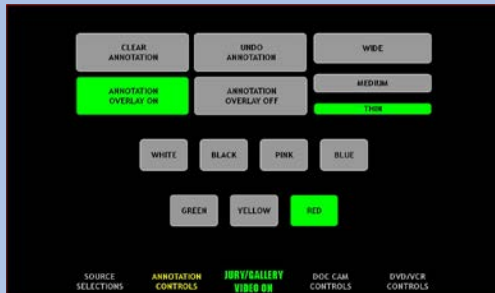 CLEAR
ANNOTATION
UNDO
ANNOTATION
WIDE
ANNOTATION
OVERLAY ON
ANNOTATION
OVERLAY OFF
MEDIUM
THIN
WHITE
BLACK
PINK
BLUE
GREEN
YELLOW
RED
SOURCE
SELECTIONS
ANNOTATION
CONTROLS
JURY/GALLERY
VIDEO ON
DOC CAM
CONTROLS
DVD/VCR
CONTROLS